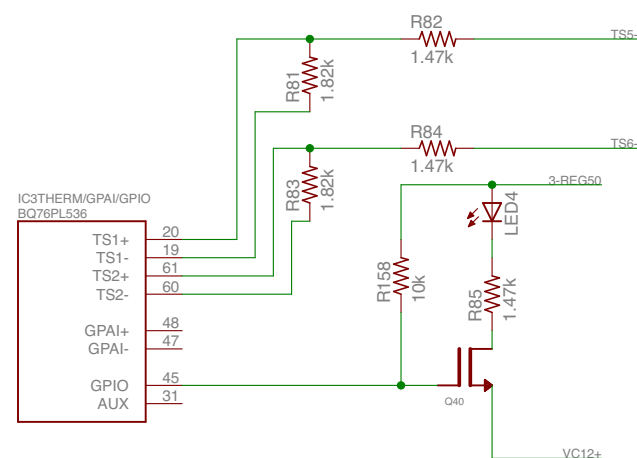 R82
TS5-
1.47k
R81
1.82k
R84
TS6-
1.47k
R83
1.82k
3-REG50
LED4
IC3THERM/GPAI/GPIO
BQ76PL536
TS1+ 20
TS1- 19
TS2+ 61
TS2- 60
R158
10k
R85
1.47k
GPAI+ 48
GPAI- 47
GPIO 45
AUX 31
Q40
VC12+